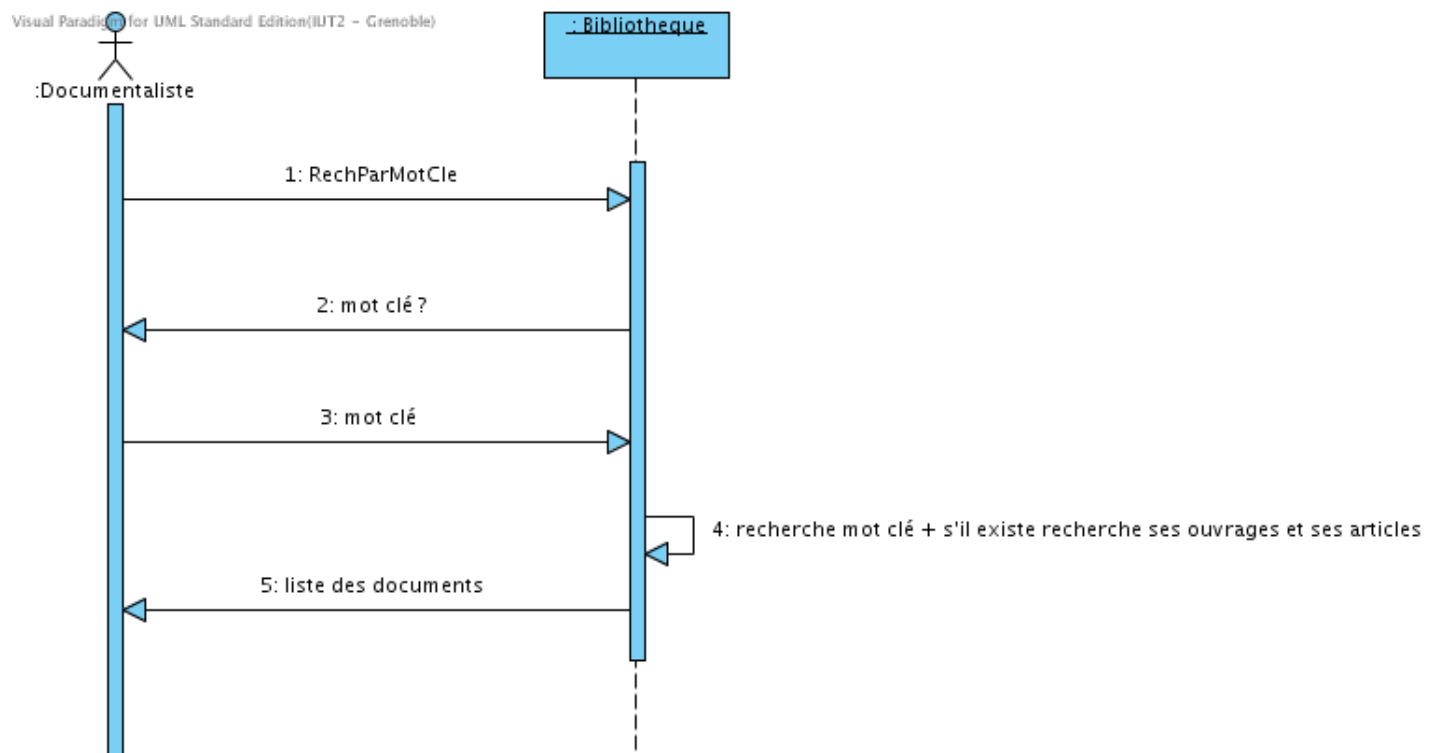 Visual Paradigm for UML Standard Edition(IUT2 - Grenoble)
: Bibliotheque
:Documentaliste
1: RechParMotCle
2: mot clé ?
3: mot clé
4: recherche mot clé + s'il existe recherche ses ouvrages et ses articles
5: liste des documents